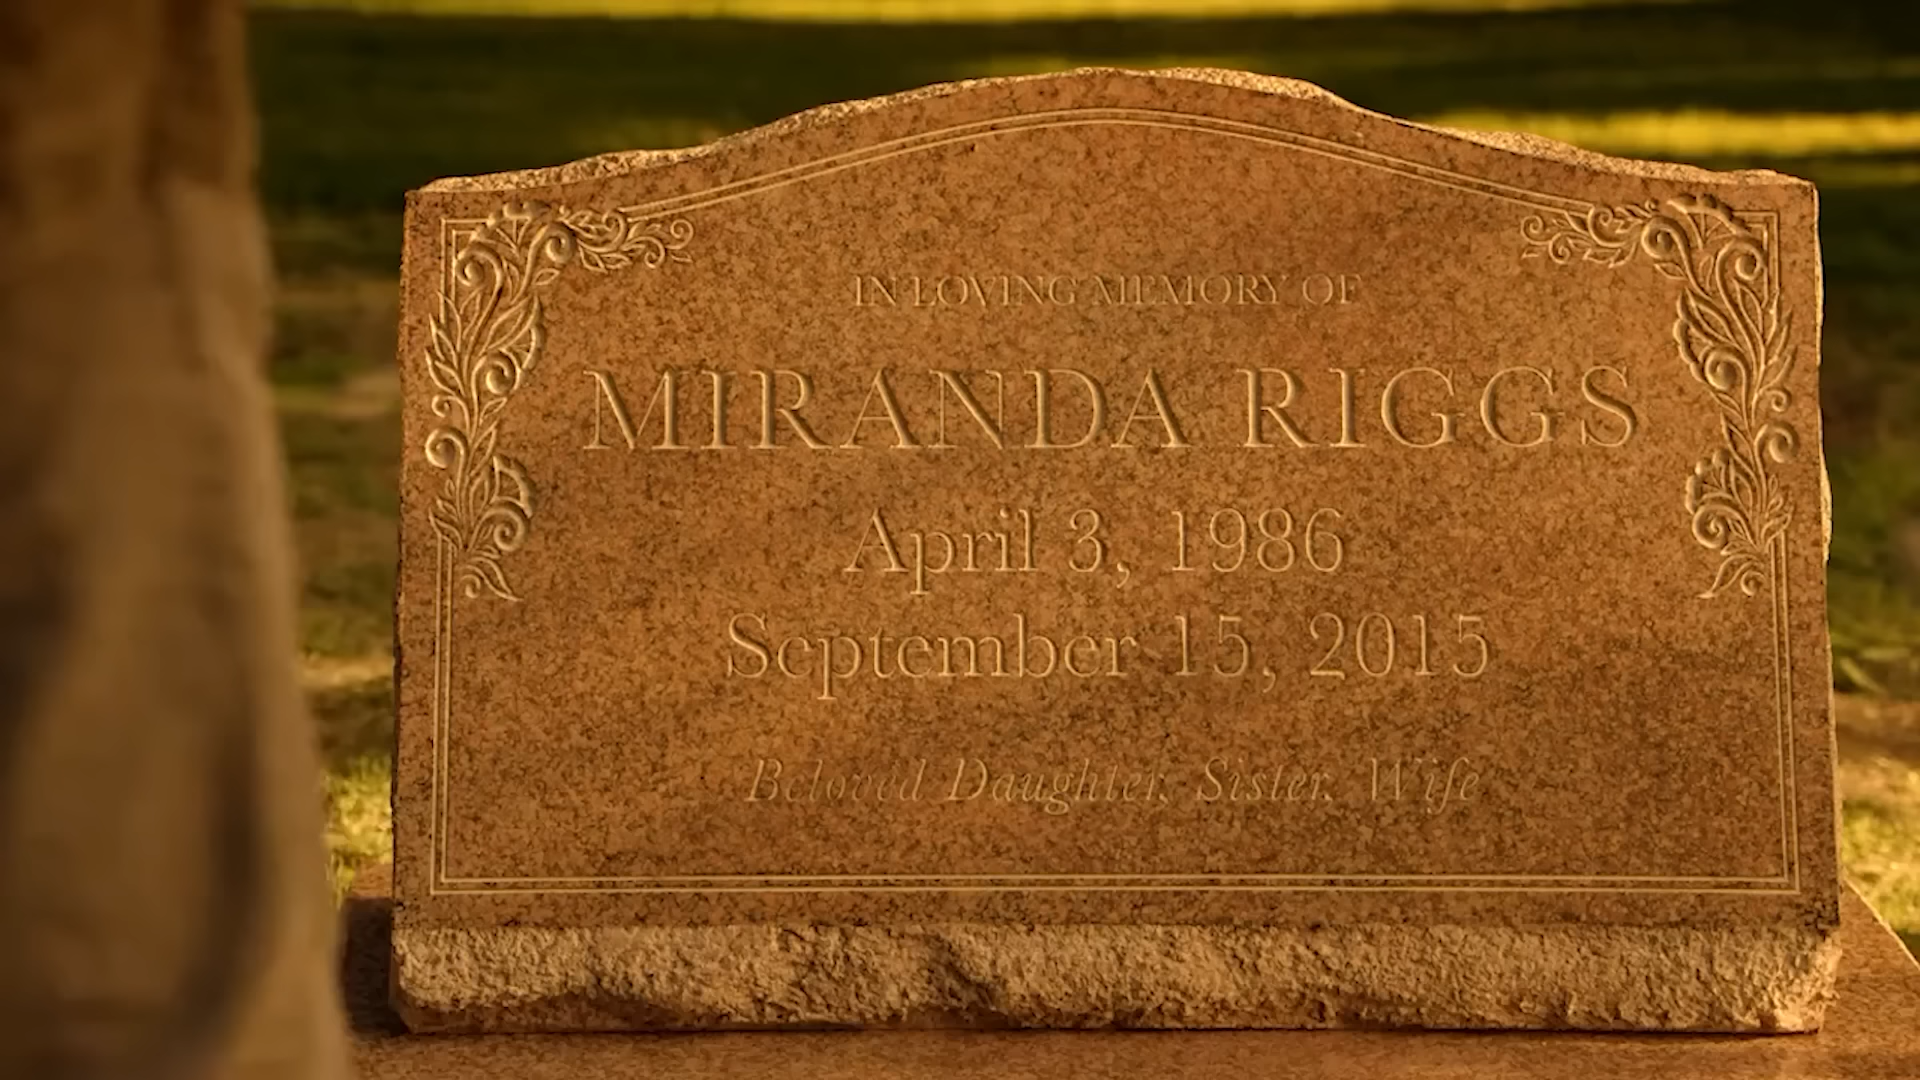 IN LOVING MEMORY OF
MIRANDA RIGGS
April 3, 1986
September 15, 2015
Beloved Daughter, Sister, Wife